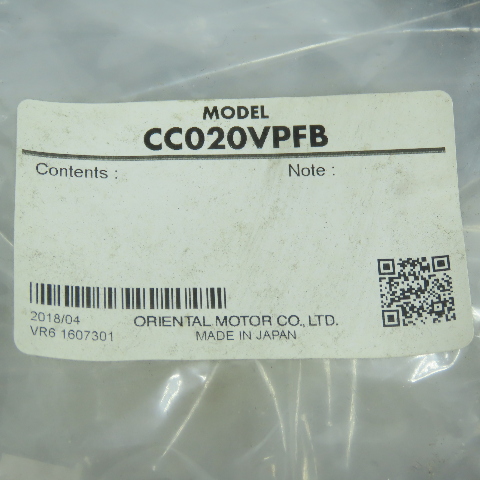 MODEL
CC020VPFB
Contents : Note :
2018/04 ORIENTAL MOTOR CO., LTD.
VR6 1607301 MADE IN JAPAN